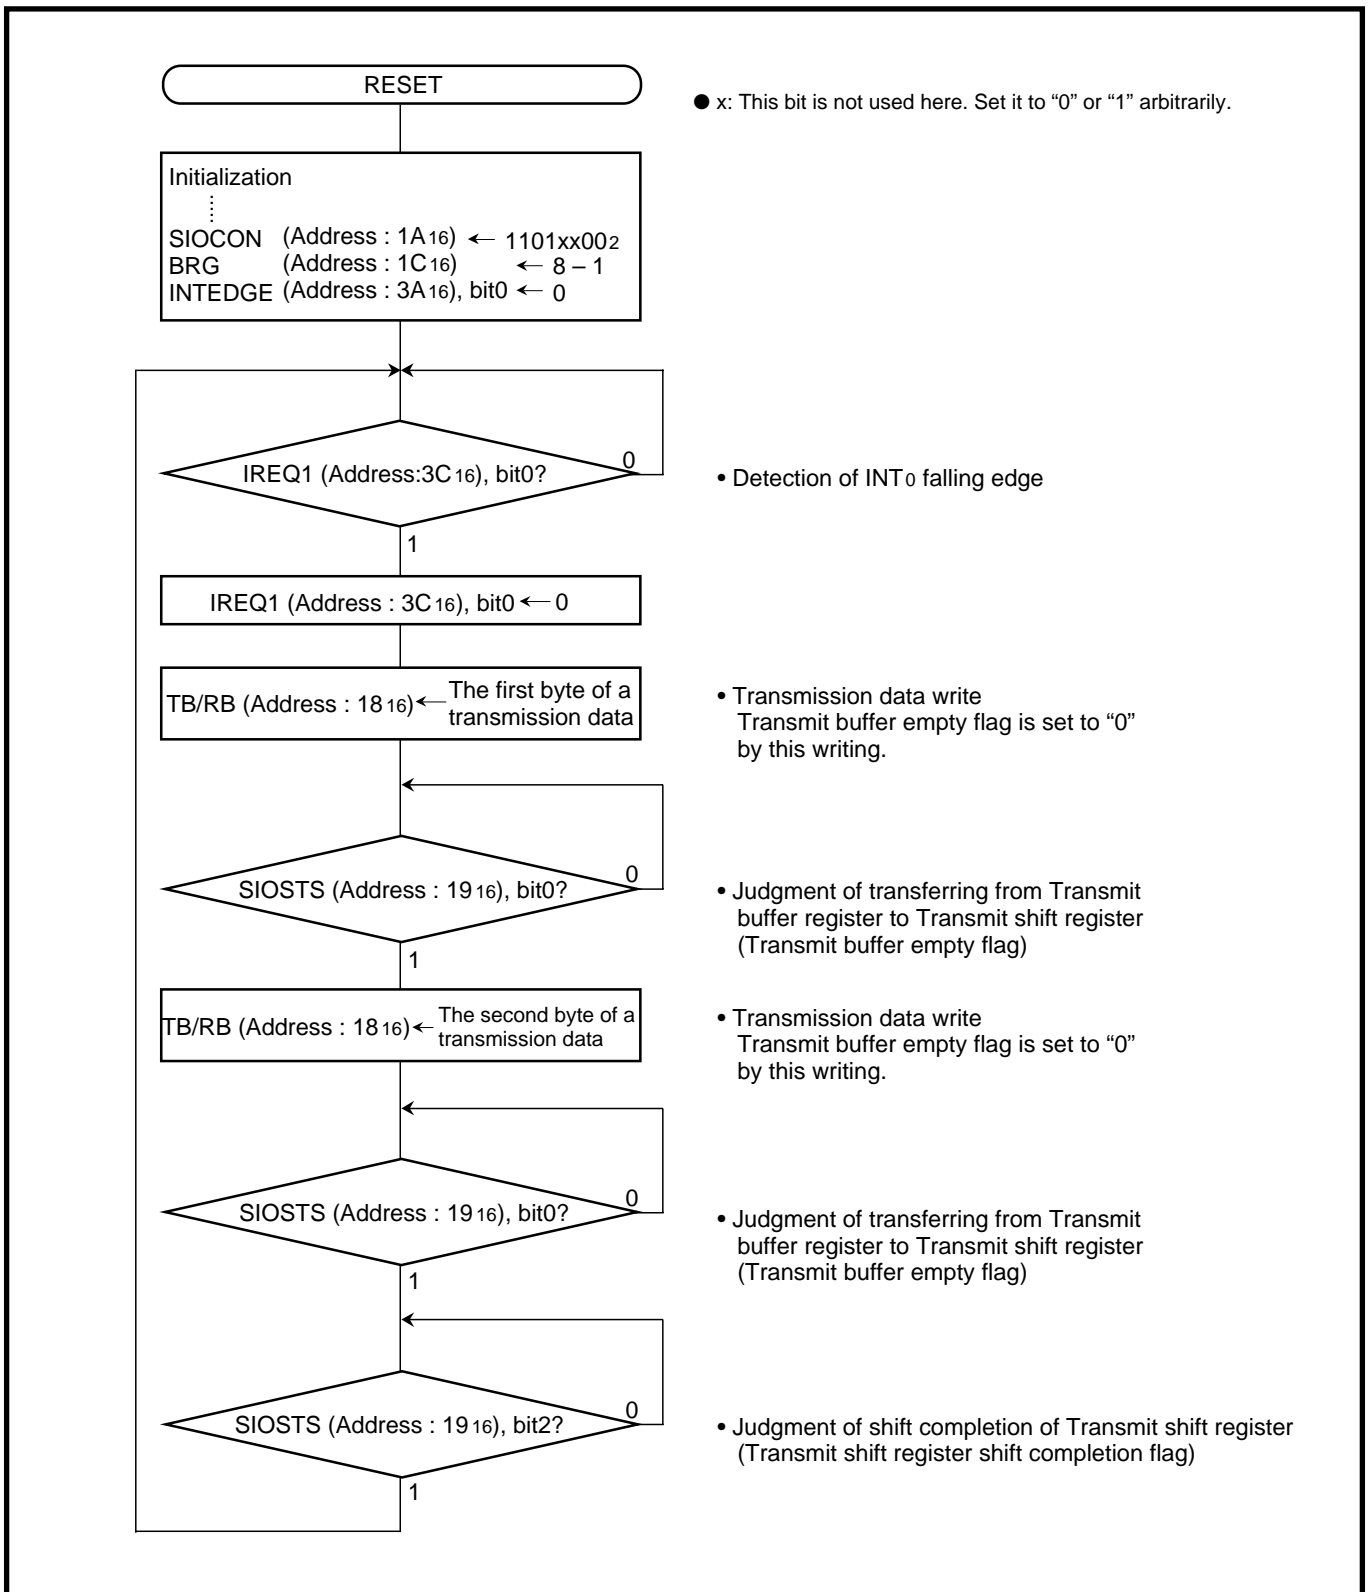 RESET
● x: This bit is not used here. Set it to “0” or “1” arbitrarily.
Initialization
SIOCON (Address : 1A16) ← 1101xx002
BRG (Address : 1C16) ← 8 – 1
INTEDGE (Address : 3A16), bit0 ← 0
IREQ1 (Address:3C16), bit0?
0
• Detection of INT0 falling edge
1
IREQ1 (Address : 3C16), bit0 ← 0
TB/RB (Address : 1816) ← The first byte of a
transmission data
• Transmission data write
Transmit buffer empty flag is set to “0”
by this writing.
SIOSTS (Address : 1916), bit0?
0
• Judgment of transferring from Transmit
buffer register to Transmit shift register
(Transmit buffer empty flag)
1
TB/RB (Address : 1816) ← The second byte of a
transmission data
• Transmission data write
Transmit buffer empty flag is set to “0”
by this writing.
SIOSTS (Address : 1916), bit0?
0
• Judgment of transferring from Transmit
buffer register to Transmit shift register
(Transmit buffer empty flag)
1
SIOSTS (Address : 1916), bit2?
0
• Judgment of shift completion of Transmit shift register
(Transmit shift register shift completion flag)
1